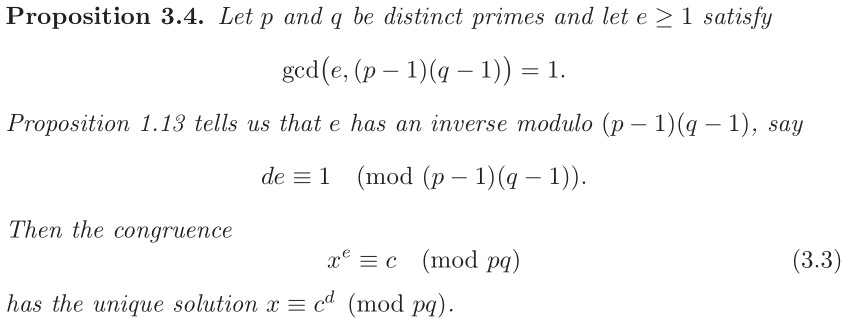 Proposition 3.4. Let p and q be distinct primes and let e ≥ 1 satisfy
gcd(e, (p − 1)(q − 1)) = 1.
Proposition 1.13 tells us that e has an inverse modulo (p − 1)(q − 1), say
de ≡ 1 (mod (p − 1)(q − 1)).
Then the congruence
xᵉ ≡ c (mod pq) (3.3)
has the unique solution x ≡ cᵈ (mod pq).